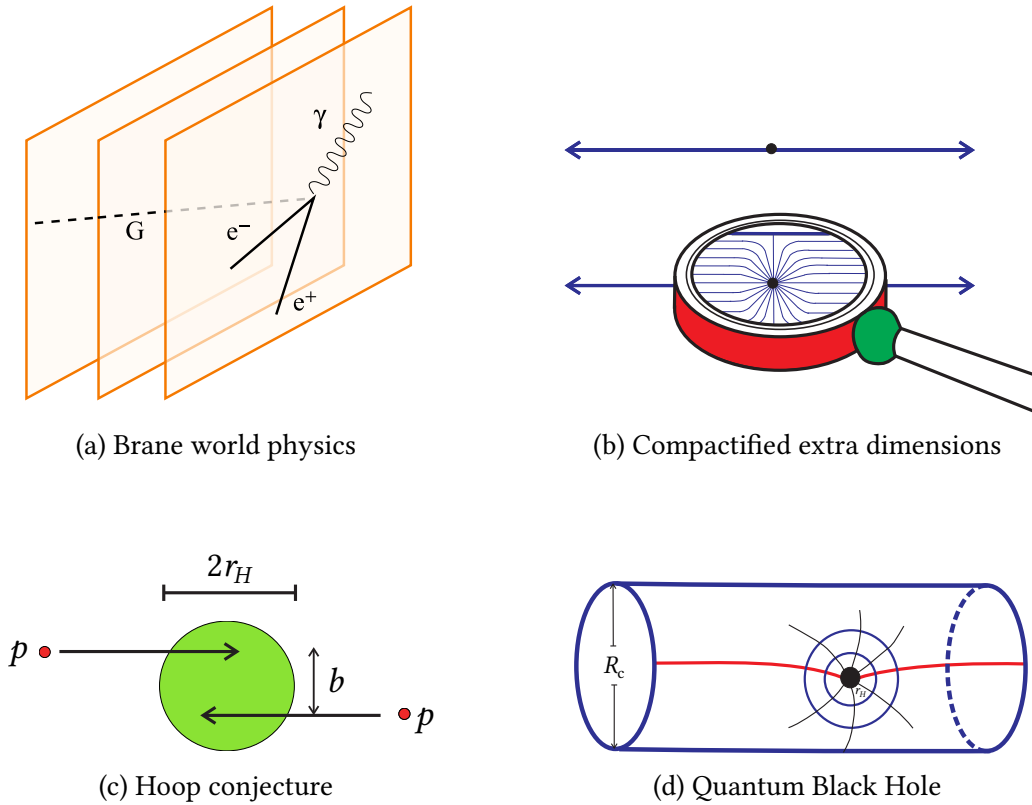 γ
G
e⁻
e⁺
(a) Brane world physics
(b) Compactified extra dimensions
2r_H
p
b
p
(c) Hoop conjecture
R_c
r_H
(d) Quantum Black Hole